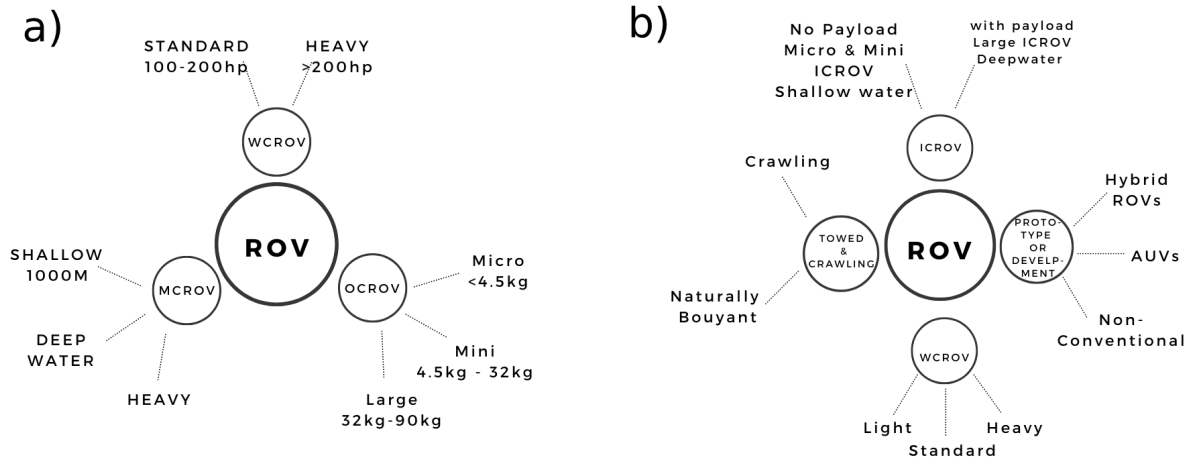 a)
STANDARD
100-200hp
HEAVY
>200hp
WCROV
ROV
SHALLOW
1000M
MCROV
DEEP
WATER
HEAVY
OCROV
Micro
<4.5kg
Mini
4.5kg - 32kg
Large
32kg-90kg
b)
No Payload
Micro & Mini
ICROV
Shallow water
with payload
Large ICROV
Deepwater
ICROV
Crawling
TOWED
&
CRAWLING
Naturally
Bouyant
ROV
PROTO-
TYPE
OR
DEVELP-
MENT
Hybrid
ROVs
AUVs
Non-
Conventional
WCROV
Light
Standard
Heavy